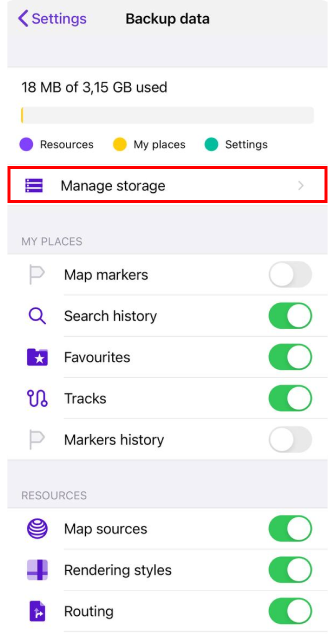 Settings Backup data
18 MB of 3,15 GB used
Resources My places Settings
Manage storage
MY PLACES
Map markers
Search history
Favourites
Tracks
Markers history
RESOURCES
Map sources
Rendering styles
Routing